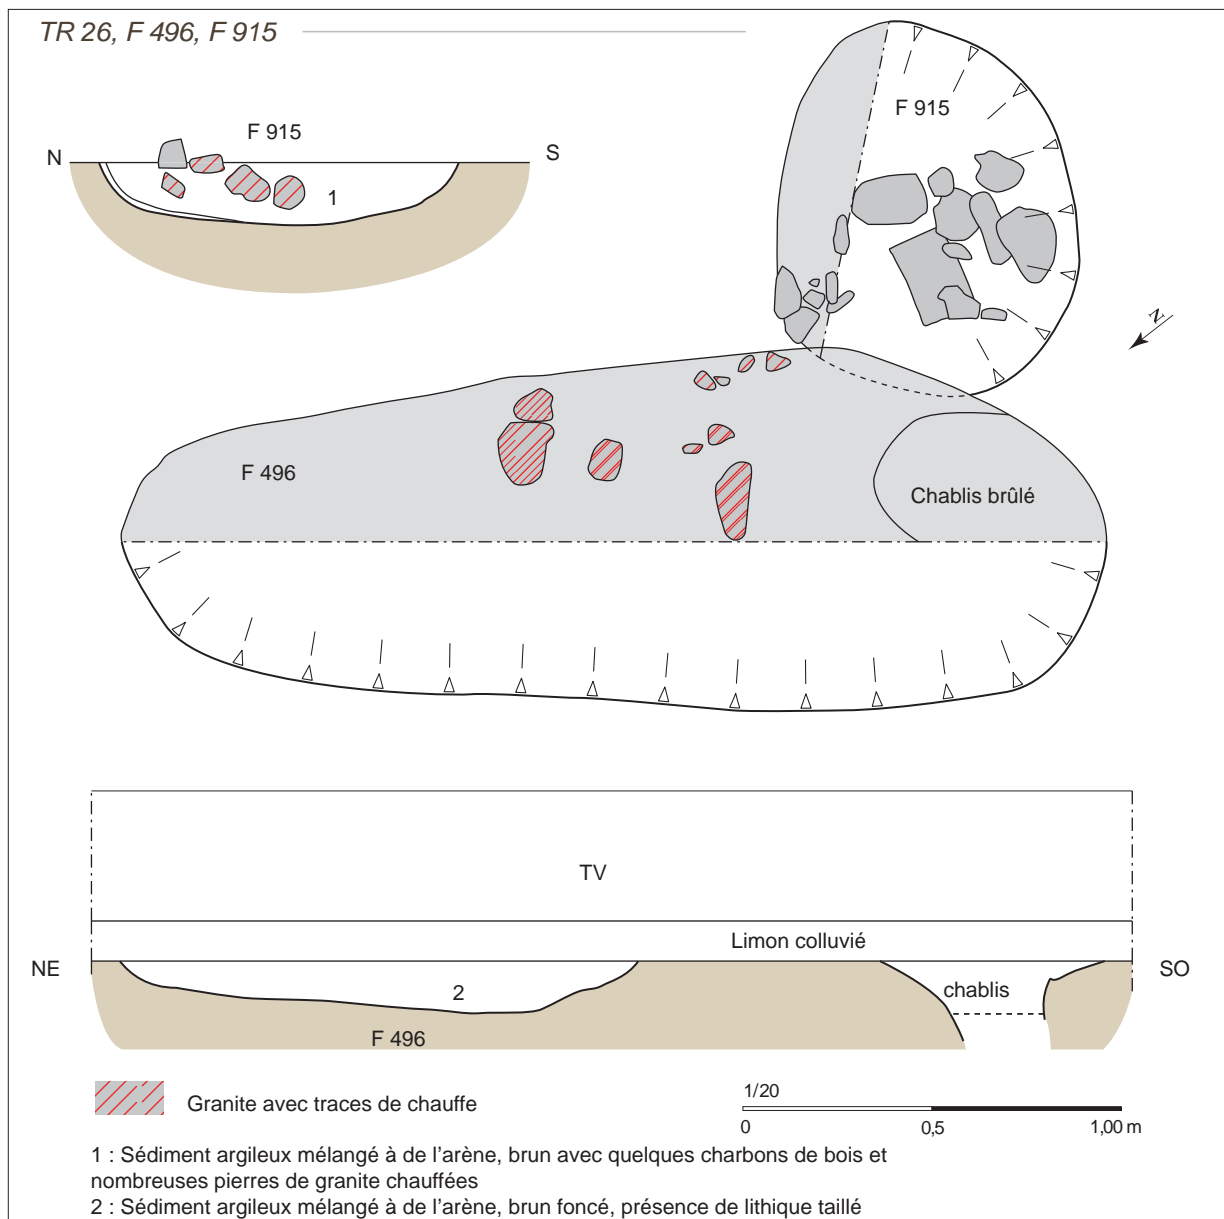 TR 26, F 496, F 915
F 915
N
S
1
F 915
N
F 496
Chablis brûlé
TV
Limon colluvié
NE
SO
2
chablis
F 496
Granite avec traces de chauffe
1/20
0
0,5
1,00 m
1 : Sédiment argileux mélangé à de l’arène, brun avec quelques charbons de bois et
nombreuses pierres de granite chauffées
2 : Sédiment argileux mélangé à de l’arène, brun foncé, présence de lithique taillé